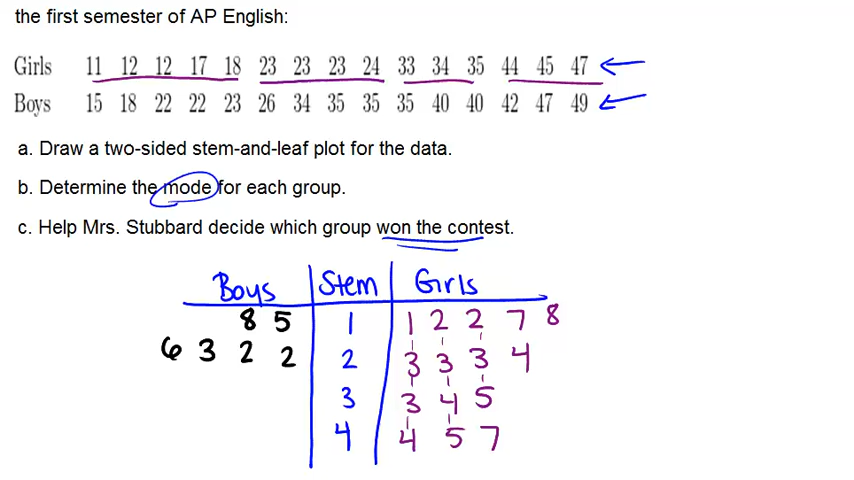 the first semester of AP English:
Girls 11 12 12 17 18 23 23 23 24 33 34 35 44 45 47
Boys 15 18 22 22 23 26 34 35 35 35 40 40 42 47 49
a. Draw a two-sided stem-and-leaf plot for the data.
b. Determine the mode for each group.
c. Help Mrs. Stubbard decide which group won the contest.
Boys Stem Girls
8 5 1 1 2 2 7 8
6 3 2 2 2 3 3 3 4
3 3 4 5
4 4 5 7